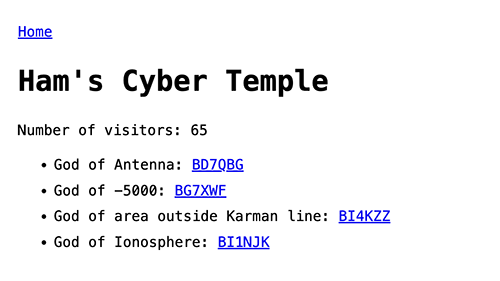 Home
Ham's Cyber Temple
Number of visitors: 65
• God of Antenna: BD7QBG
• God of -5000: BG7XWF
• God of area outside Karman line: BI4KZZ
• God of Ionosphere: BI1NJK